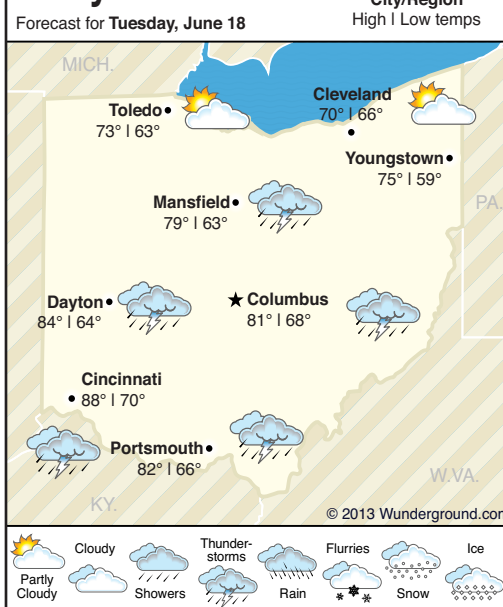 City/Region
Forecast for Tuesday, June 18
High | Low temps
MICH.
Toledo
73° | 63°
Cleveland
70° | 66°
Youngstown
75° | 59°
PA.
Mansfield
79° | 63°
Dayton
84° | 64°
Columbus
81° | 68°
Cincinnati
88° | 70°
Portsmouth
82° | 66°
W.VA.
KY.
© 2013 Wunderground.com
Partly
Cloudy
Cloudy
Showers
Thunder-
storms
Rain
Flurries
Snow
Ice